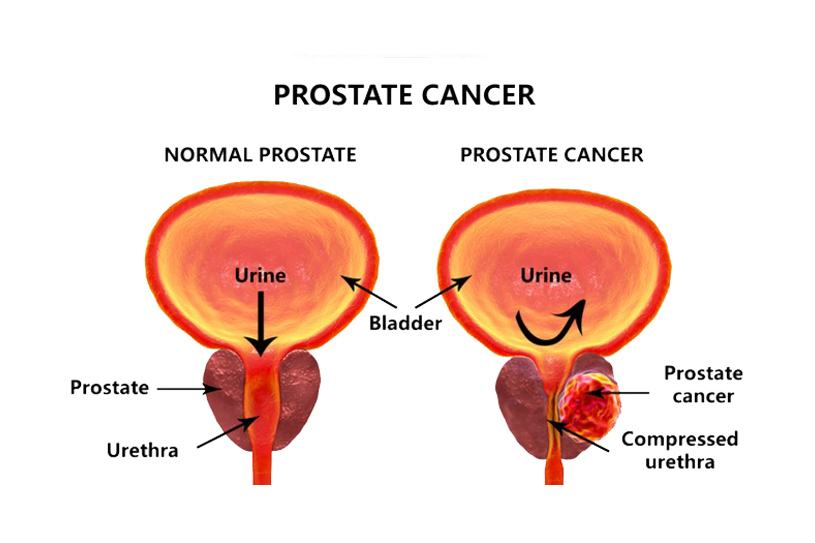 PROSTATE CANCER
NORMAL PROSTATE
PROSTATE CANCER
Urine
Urine
Bladder
Prostate
Urethra
Prostate
cancer
Compressed
urethra